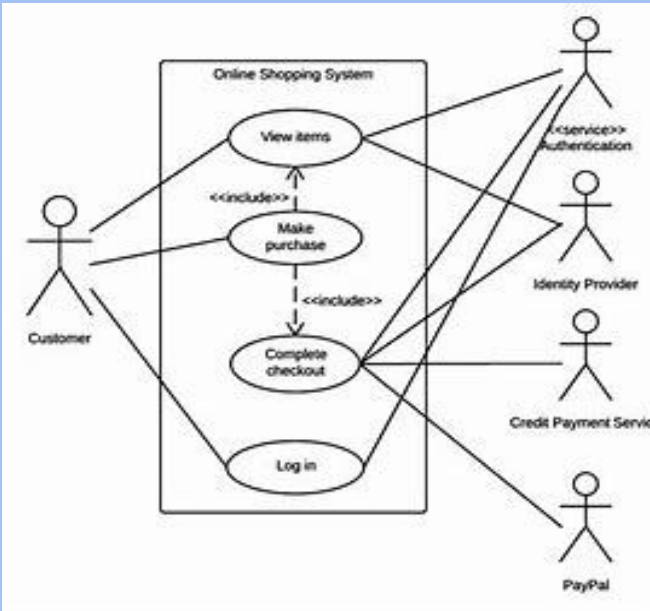 Online Shopping System
View items
<<service>>
Authentication
<<include>>
Make
purchase
Identity Provider
<<include>>
Customer
Complete
checkout
Credit Payment Servic
Log in
PayPal